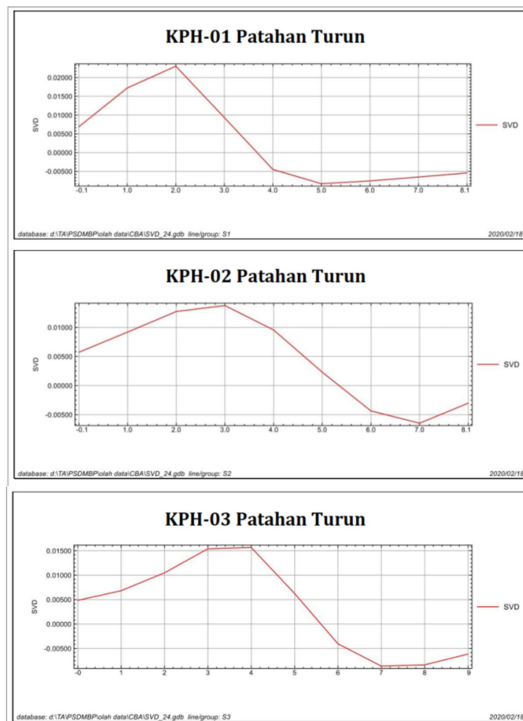 KPH-01 Patahan Turun
0.02000
0.01500
0.01000
0.00500
0.00000
-0.00500
SVD
SVD
-0.1 1.0 2.0 3.0 4.0 5.0 6.0 7.0 8.1
database: d:\TA\PSDMBP\olah data\CBA\SVD_24.gdb line/group: S1 2020/02/18
KPH-02 Patahan Turun
0.01000
0.00500
0.00000
-0.00500
SVD
SVD
-0.1 1.0 2.0 3.0 4.0 5.0 6.0 7.0 8.1
database: d:\TA\PSDMBP\olah data\CBA\SVD_24.gdb line/group: S2 2020/02/18
KPH-03 Patahan Turun
0.01500
0.01000
0.00500
0.00000
-0.00500
SVD
SVD
-0 1 2 3 4 5 6 7 8 9
database: d:\TA\PSDMBP\olah data\CBA\SVD_24.gdb line/group: S3 2020/02/18